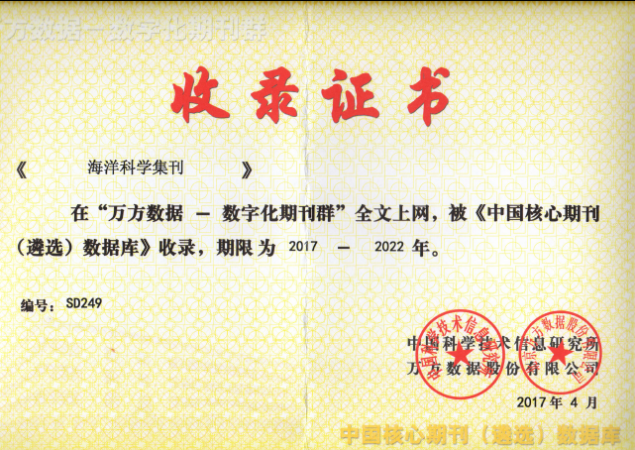 万方数据－数字化期刊群
收录证书
《 海洋科学集刊 》
在“万方数据 － 数字化期刊群”全文上网，被《中国核心期刊
（遴选）数据库》收录，期限为 2017 － 2022 年。
编号：SD249
中国科学技术信息研究所
万方数据股份有限公司
2017 年 4 月
中国核心期刊（遴选）数据库